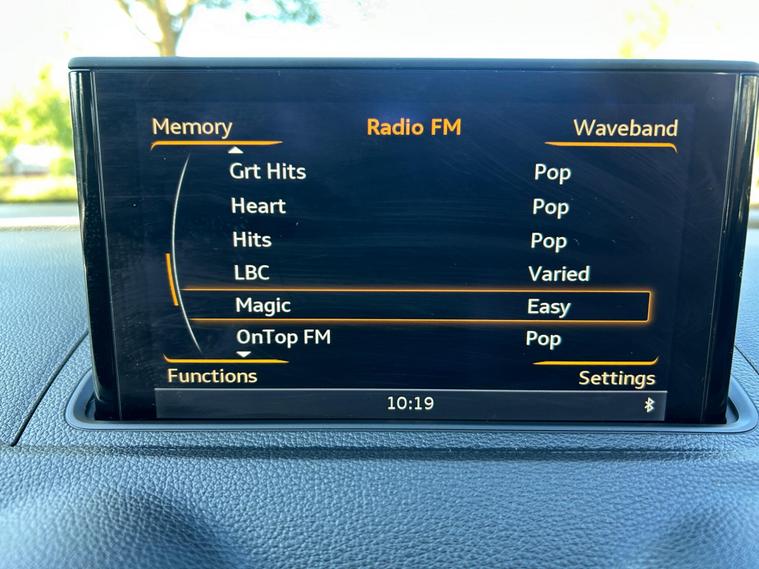 Memory Radio FM Waveband
Grt Hits Pop
Heart Pop
Hits Pop
LBC Varied
Magic Easy
OnTop FM Pop
Functions Settings
10:19